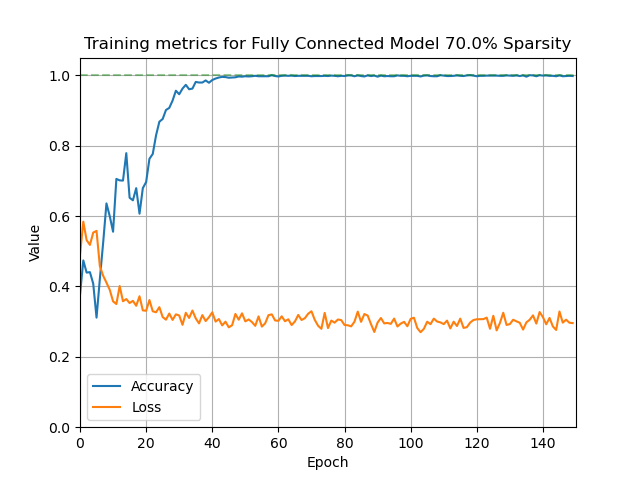 Training metrics for Fully Connected Model 70.0% Sparsity
1.0
0.8
0.6
0.4
0.2
0.0
Value
Accuracy
Loss
0 20 40 60 80 100 120 140
Epoch